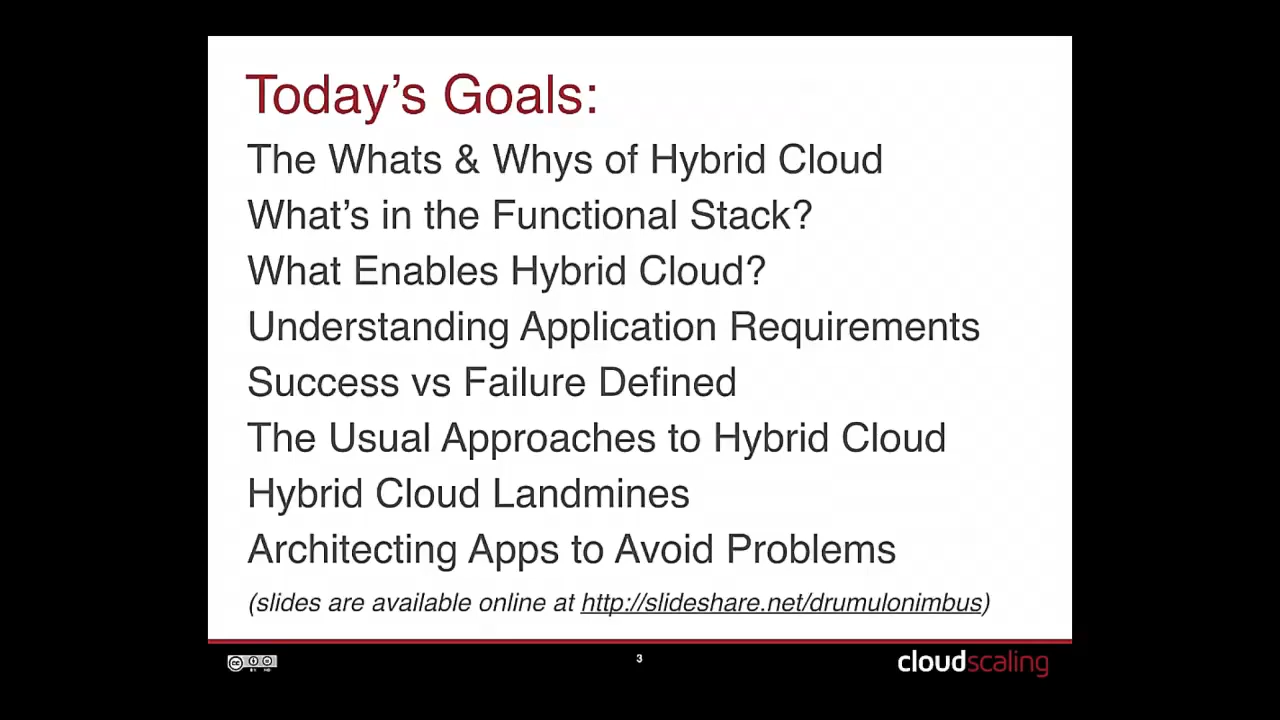 Today's Goals:
The Whats & Whys of Hybrid Cloud
What's in the Functional Stack?
What Enables Hybrid Cloud?
Understanding Application Requirements
Success vs Failure Defined
The Usual Approaches to Hybrid Cloud
Hybrid Cloud Landmines
Architecting Apps to Avoid Problems
(slides are available online at http://slideshare.net/drumulonimbus)
cc
3
cloudscaling